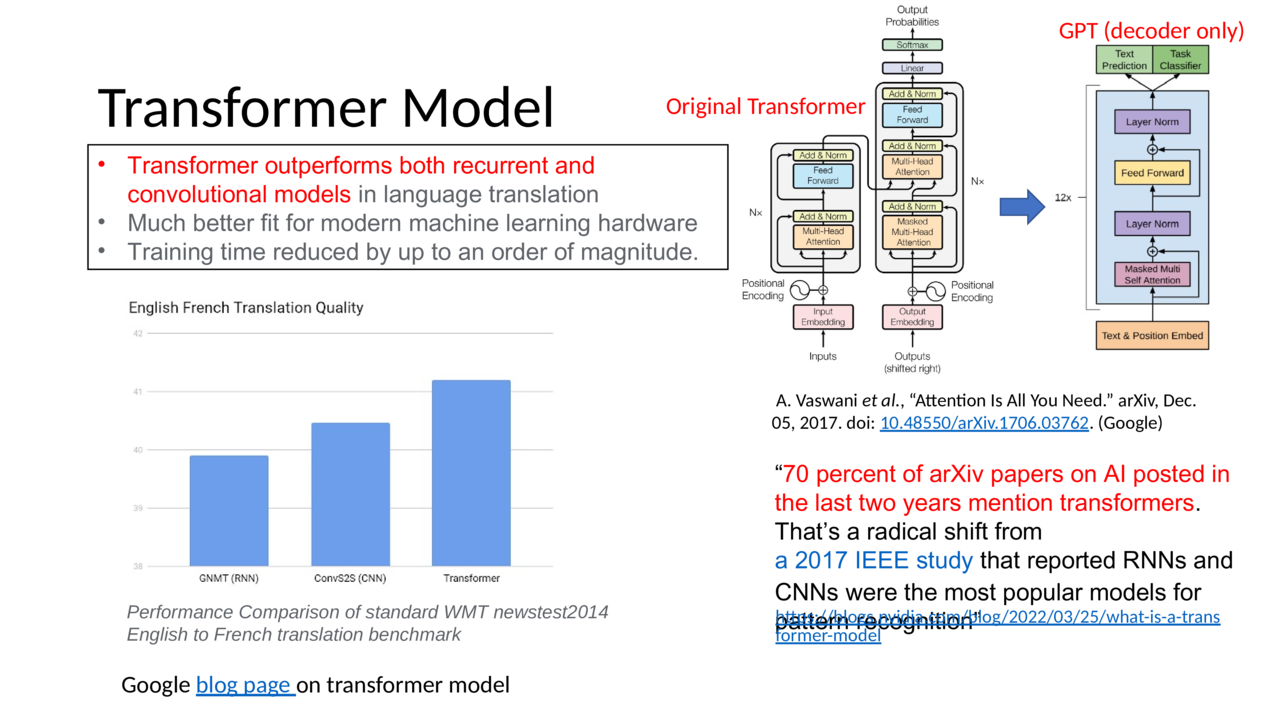 Transformer Model
• Transformer outperforms both recurrent and
convolutional models in language translation
• Much better fit for modern machine learning hardware
• Training time reduced by up to an order of magnitude.
English French Translation Quality
42
41
40
39
38
GNMT (RNN)
ConvS2S (CNN)
Transformer
Performance Comparison of standard WMT newstest2014
English to French translation benchmark
Google blog page on transformer model
Original Transformer
Output
Probabilities
Softmax
Linear
Add & Norm
Feed
Forward
Add & Norm
Multi-Head
Attention
Add & Norm
Masked
Multi-Head
Attention
Nx
Positional
Encoding
Output
Embedding
Outputs
(shifted right)
Add & Norm
Feed
Forward
Add & Norm
Multi-Head
Attention
Nx
Positional
Encoding
Input
Embedding
Inputs
GPT (decoder only)
Text
Prediction
Task
Classifier
Layer Norm
Feed Forward
12x
Layer Norm
Masked Multi
Self Attention
Text & Position Embed
A. Vaswani et al., “Attention Is All You Need.” arXiv, Dec.
05, 2017. doi: 10.48550/arXiv.1706.03762. (Google)
“70 percent of arXiv papers on AI posted in
the last two years mention transformers.
That’s a radical shift from
a 2017 IEEE study that reported RNNs and
CNNs were the most popular models for
pattern recognition”
https://blogs.nvidia.com/blog/2022/03/25/what-is-a-trans
former-model